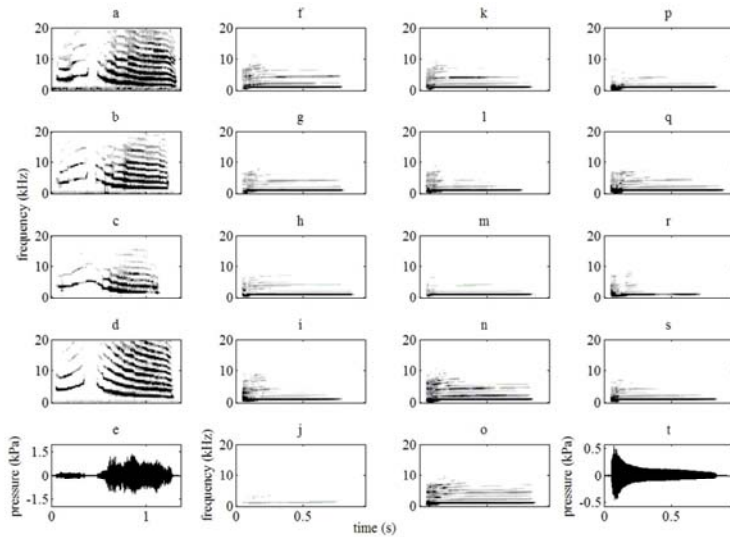 a f k p
20 20 20 20
10 10 10 10
0 0 0 0
b g l q
20 20 20 20
10 10 10 10
0 0 0 0
c h m r
20 20 20 20
10 10 10 10
0 0 0 0
frequency (kHz)
d i n s
20 20 20 20
10 10 10 10
0 0 0 0
e j o t
1.5 20 20 0.5
0 10 10 0
-1.5 0 0 -0.5
pressure (kPa) frequency (kHz) pressure (kPa)
0 1 0 0.5 0 0.5 0 0.5
time (s)